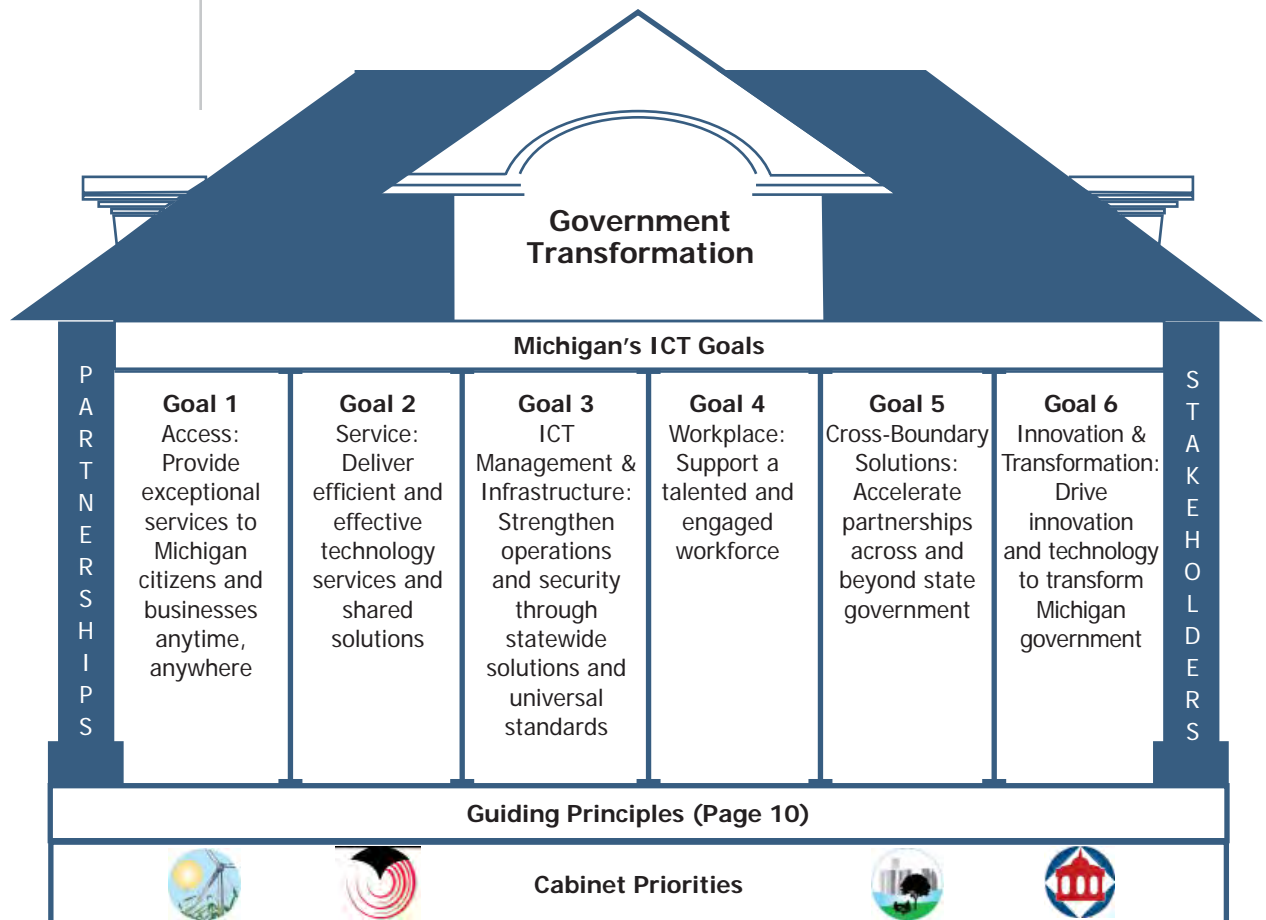 Government
Transformation
Michigan's ICT Goals
PARTNERSHIPS
Goal 1
Access:
Provide
exceptional
services to
Michigan
citizens and
businesses
anytime,
anywhere
Goal 2
Service:
Deliver
efficient and
effective
technology
services and
shared
solutions
Goal 3
ICT
Management &
Infrastructure:
Strengthen
operations
and security
through
statewide
solutions and
universal
standards
Goal 4
Workplace:
Support a
talented and
engaged
workforce
Goal 5
Cross-Boundary
Solutions:
Accelerate
partnerships
across and
beyond state
government
Goal 6
Innovation &
Transformation:
Drive
innovation
and technology
to transform
Michigan
government
STAKEHOLDERS
Guiding Principles (Page 10)
Cabinet Priorities